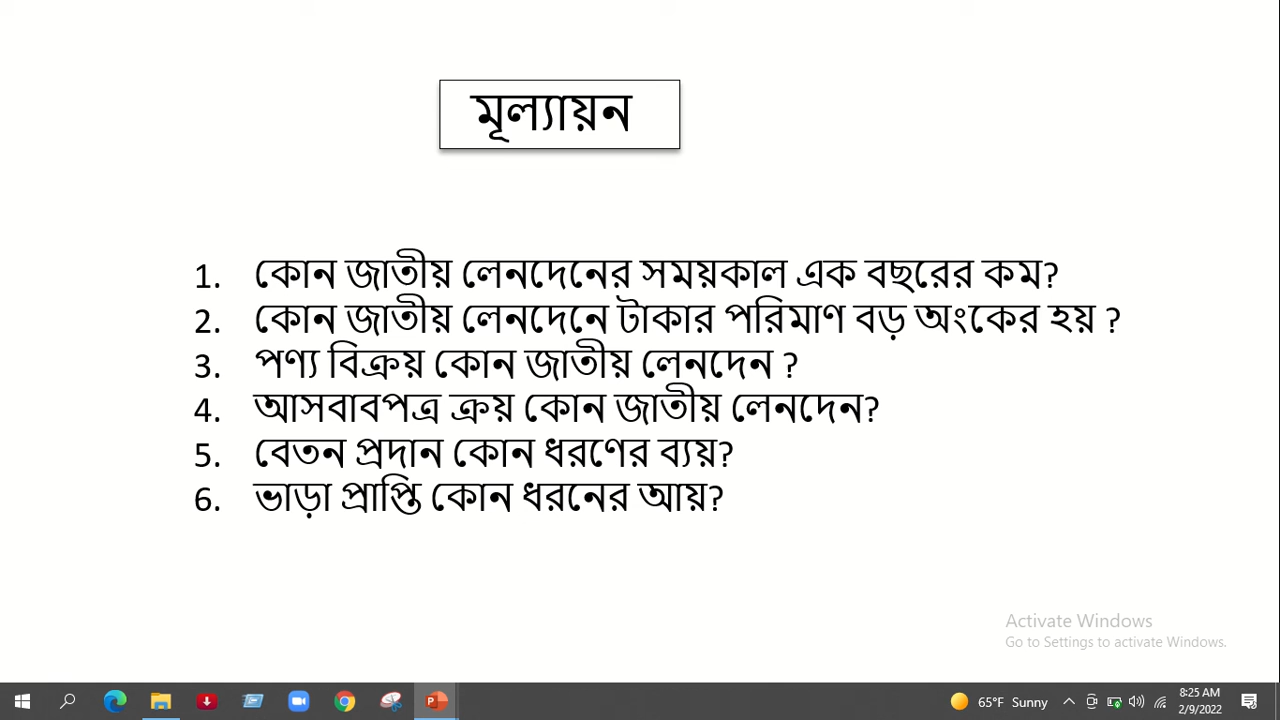 মূল্যায়ন
1. কোন জাতীয় লেনদেনের সময়কাল এক বছরের কম?
2. কোন জাতীয় লেনদেনে টাকার পরিমাণ বড় অংকের হয় ?
3. পণ্য বিক্রয় কোন জাতীয় লেনদেন ?
4. আসবাবপত্র ক্রয় কোন জাতীয় লেনদেন?
5. বেতন প্রদান কোন ধরণের ব্যয়?
6. ভাড়া প্রাপ্তি কোন ধরনের আয়?
Activate Windows
Go to Settings to activate Windows.
65°F Sunny
8:25 AM
2/9/2022